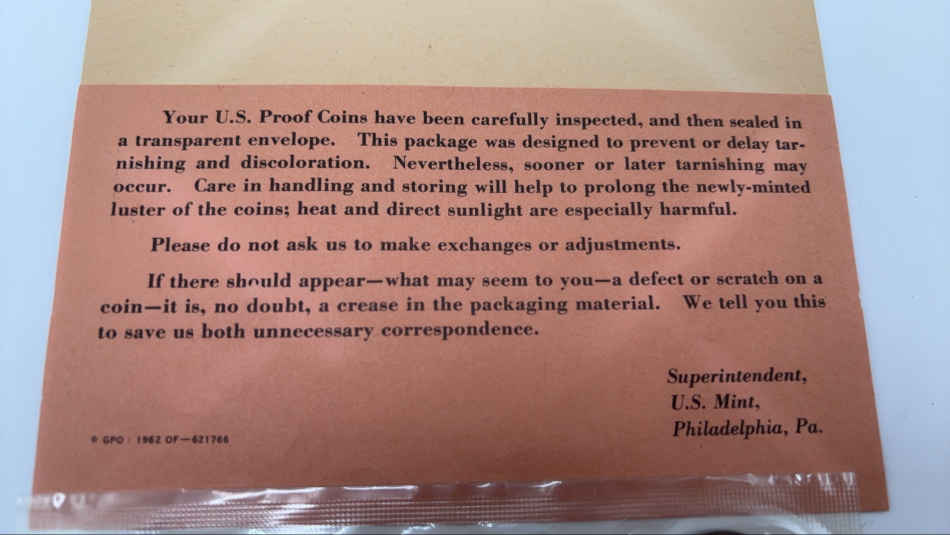 Your U.S. Proof Coins have been carefully inspected, and then sealed in
a transparent envelope. This package was designed to prevent or delay tar-
nishing and discoloration. Nevertheless, sooner or later tarnishing may
occur. Care in handling and storing will help to prolong the newly-minted
luster of the coins; heat and direct sunlight are especially harmful.
Please do not ask us to make exchanges or adjustments.
If there should appear—what may seem to you—a defect or scratch on a
coin—it is, no doubt, a crease in the packaging material. We tell you this
to save us both unnecessary correspondence.
Superintendent,
U.S. Mint,
Philadelphia, Pa.
© GPO : 1962 OF—621766